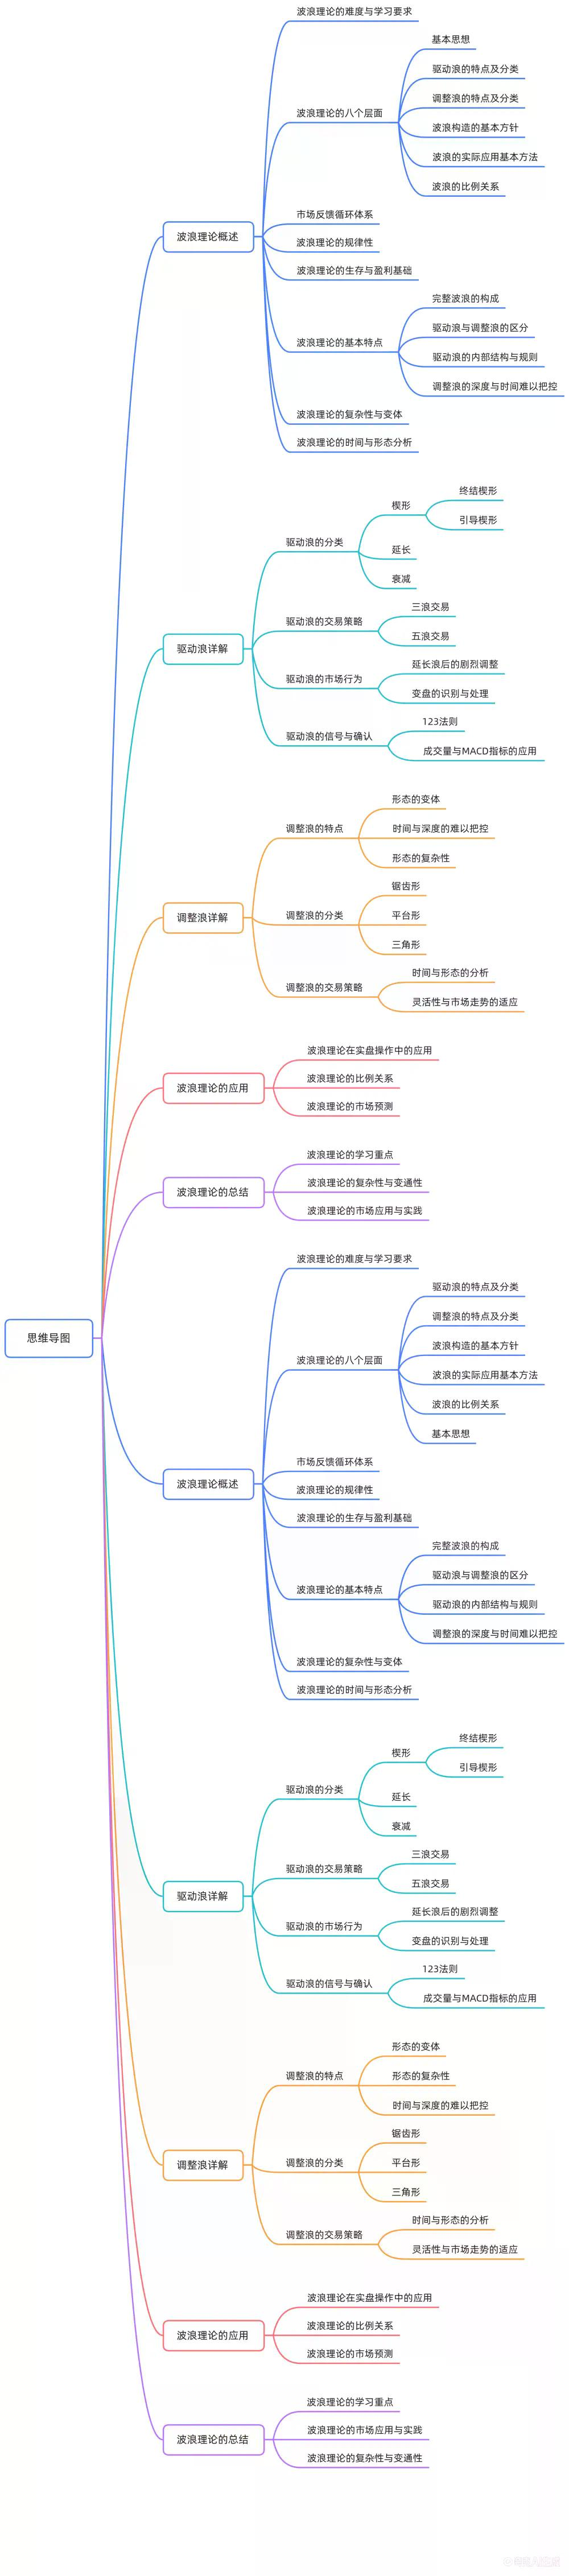 波浪理论的难度与学习要求
基本思想
驱动浪的特点及分类
调整浪的特点及分类
波浪理论的八个层面
波浪构造的基本方针
波浪的实际应用基本方法
波浪的比例关系
市场反馈循环体系
波浪理论概述
波浪理论的规律性
波浪理论的生存与盈利基础
完整波浪的构成
驱动浪与调整浪的区分
波浪理论的基本特点
驱动浪的内部结构与规则
调整浪的深度与时间难以把控
波浪理论的复杂性与变体
波浪理论的时间与形态分析
终结楔形
楔形
引导楔形
驱动浪的分类
延长
衰减
三浪交易
驱动浪的交易策略
五浪交易
驱动浪详解
延长浪后的剧烈调整
驱动浪的市场行为
变盘的识别与处理
123法则
驱动浪的信号与确认
成交量与MACD指标的应用
形态的变体
调整浪的特点
时间与深度的难以把控
形态的复杂性
锯齿形
调整浪详解
调整浪的分类
平台形
三角形
时间与形态的分析
调整浪的交易策略
灵活性与市场走势的适应
波浪理论在实盘操作中的应用
波浪理论的应用
波浪理论的比例关系
波浪理论的市场预测
波浪理论的学习重点
波浪理论的总结
波浪理论的复杂性与变通性
波浪理论的市场应用与实践
思维导图
波浪理论的难度与学习要求
驱动浪的特点及分类
调整浪的特点及分类
波浪构造的基本方针
波浪理论的八个层面
波浪的实际应用基本方法
波浪的比例关系
基本思想
市场反馈循环体系
波浪理论概述
波浪理论的规律性
波浪理论的生存与盈利基础
完整波浪的构成
驱动浪与调整浪的区分
波浪理论的基本特点
驱动浪的内部结构与规则
调整浪的深度与时间难以把控
波浪理论的复杂性与变体
波浪理论的时间与形态分析
终结楔形
楔形
引导楔形
驱动浪的分类
延长
衰减
三浪交易
驱动浪的交易策略
五浪交易
驱动浪详解
延长浪后的剧烈调整
驱动浪的市场行为
变盘的识别与处理
123法则
驱动浪的信号与确认
成交量与MACD指标的应用
形态的变体
调整浪的特点
形态的复杂性
时间与深度的难以把控
锯齿形
调整浪详解
调整浪的分类
平台形
三角形
时间与形态的分析
调整浪的交易策略
灵活性与市场走势的适应
波浪理论在实盘操作中的应用
波浪理论的应用
波浪理论的比例关系
波浪理论的市场预测
波浪理论的学习重点
波浪理论的总结
波浪理论的市场应用与实践
波浪理论的复杂性与变通性